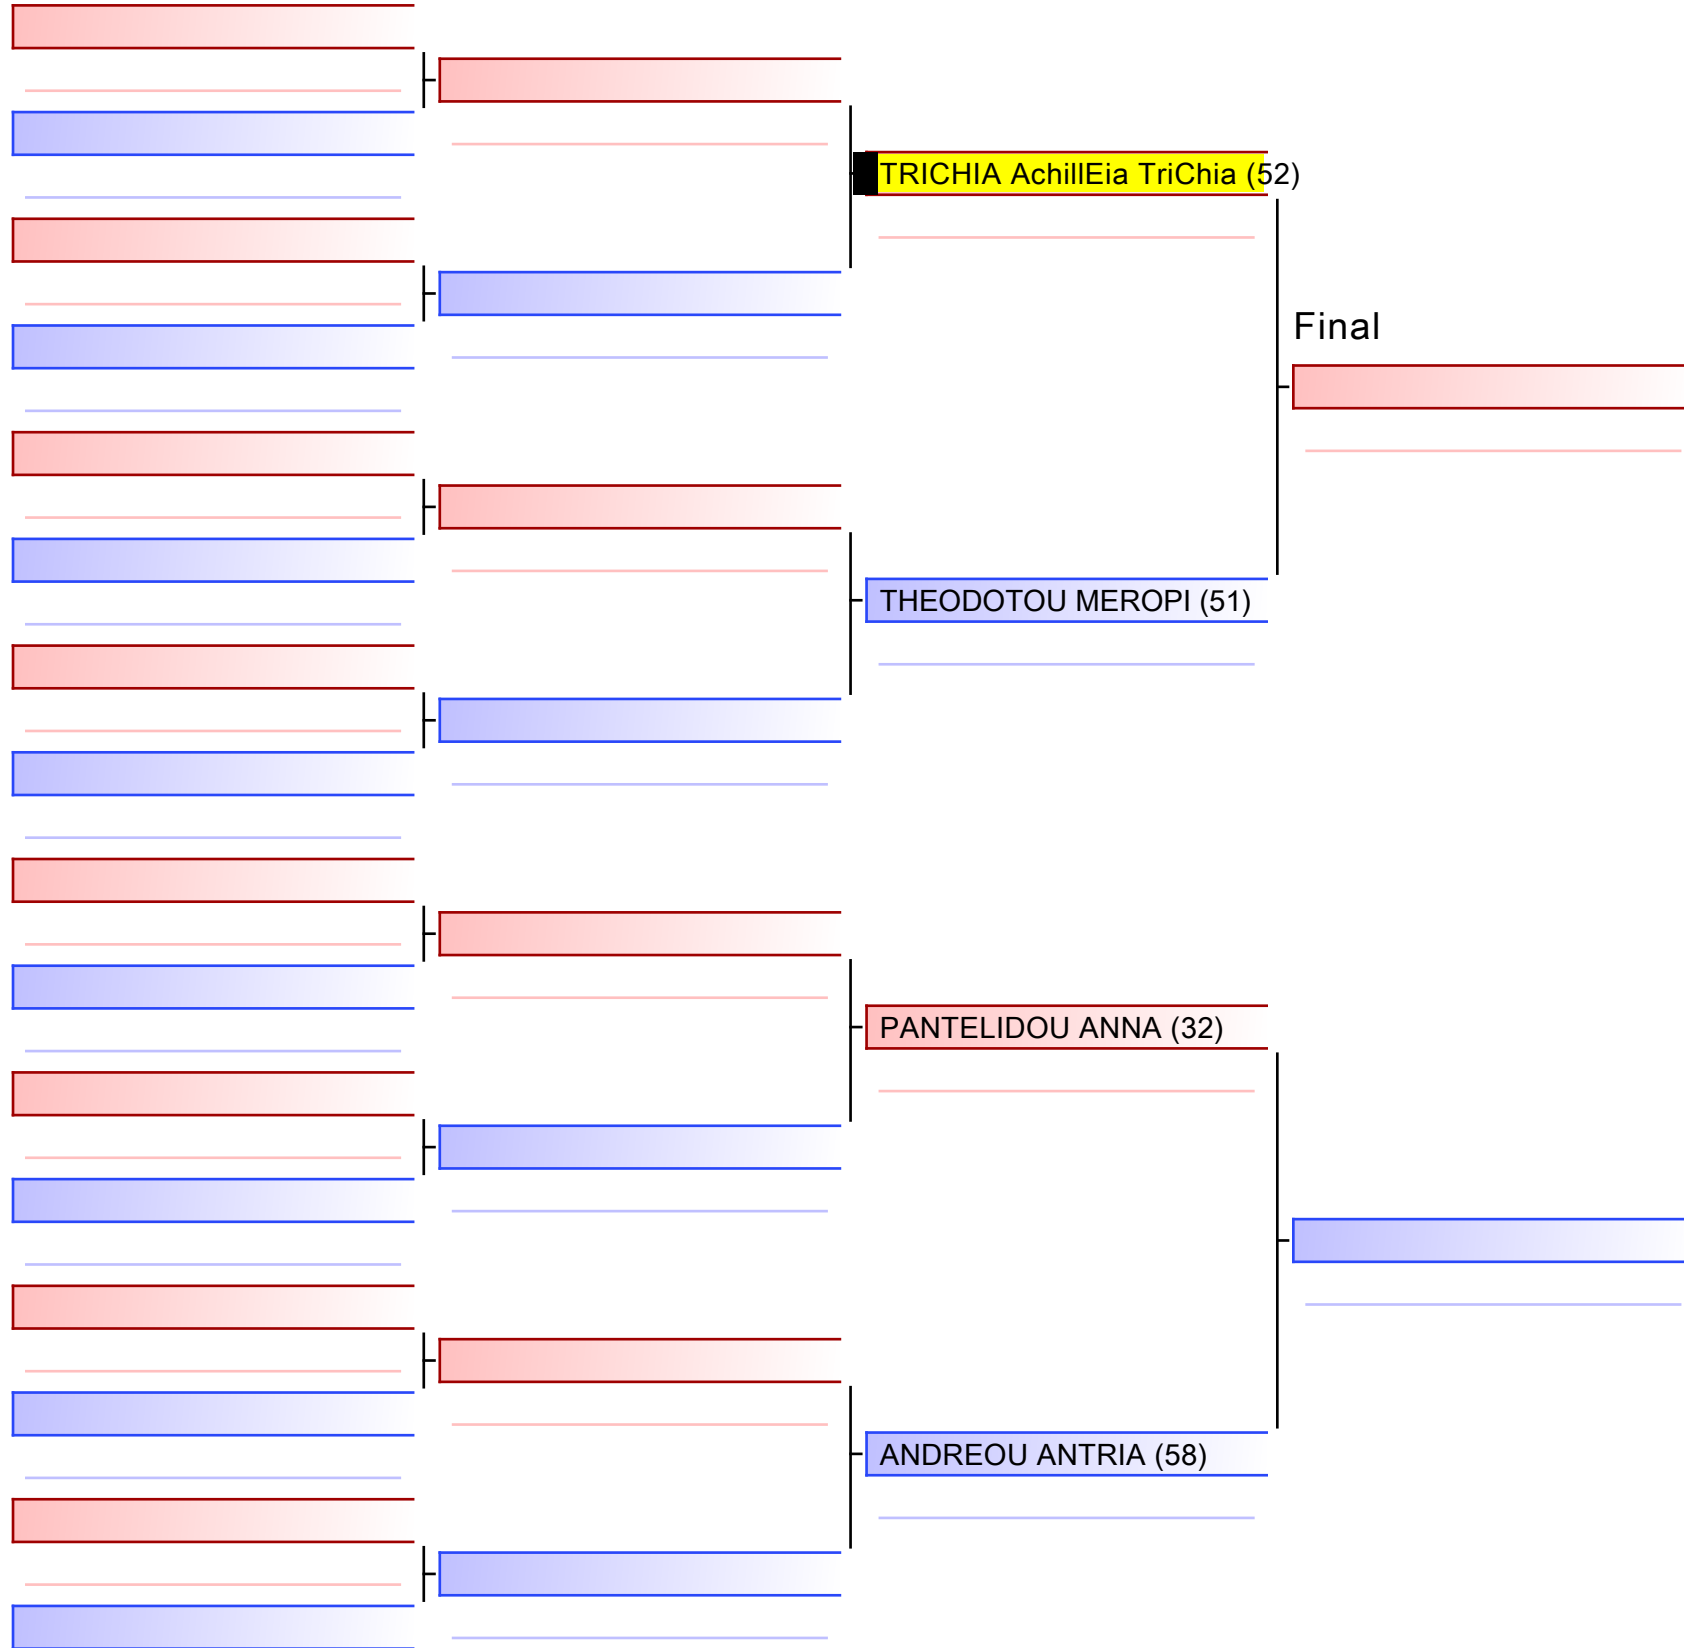 TRICHIA AchillEia TriChia (52)
Final
THEODOTOU MEROPI (51)
PANTELIDOU ANNA (32)
ANDREOU ANTRIA (58)